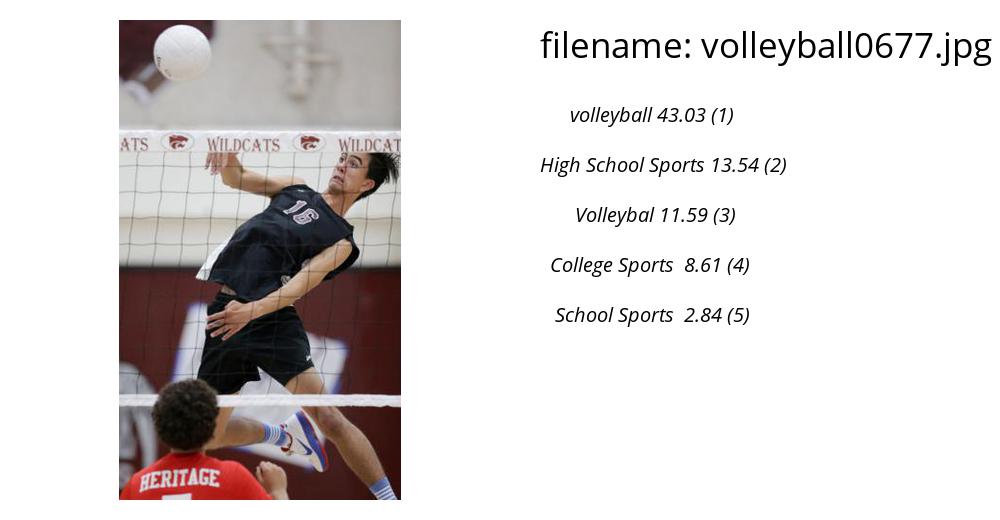 filename: volleyball0677.jpg
volleyball 43.03 (1)
High School Sports 13.54 (2)
Volleybal 11.59 (3)
College Sports 8.61 (4)
School Sports 2.84 (5)
ATS WILDCATS WILDCAT
16
HERITAGE